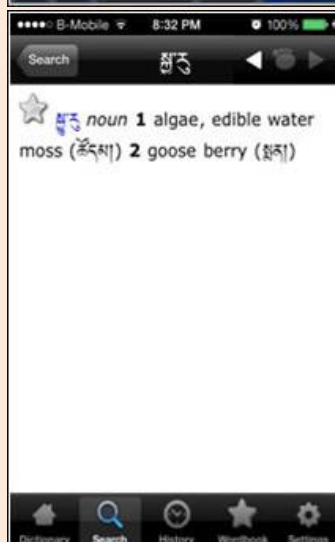 B-Mobile 8:32 PM 100%
Search
noun 1 algae, edible water
moss (ཚོདམ།) 2 goose berry (སྨན།)
Dictionary Search History Wordbook Settings